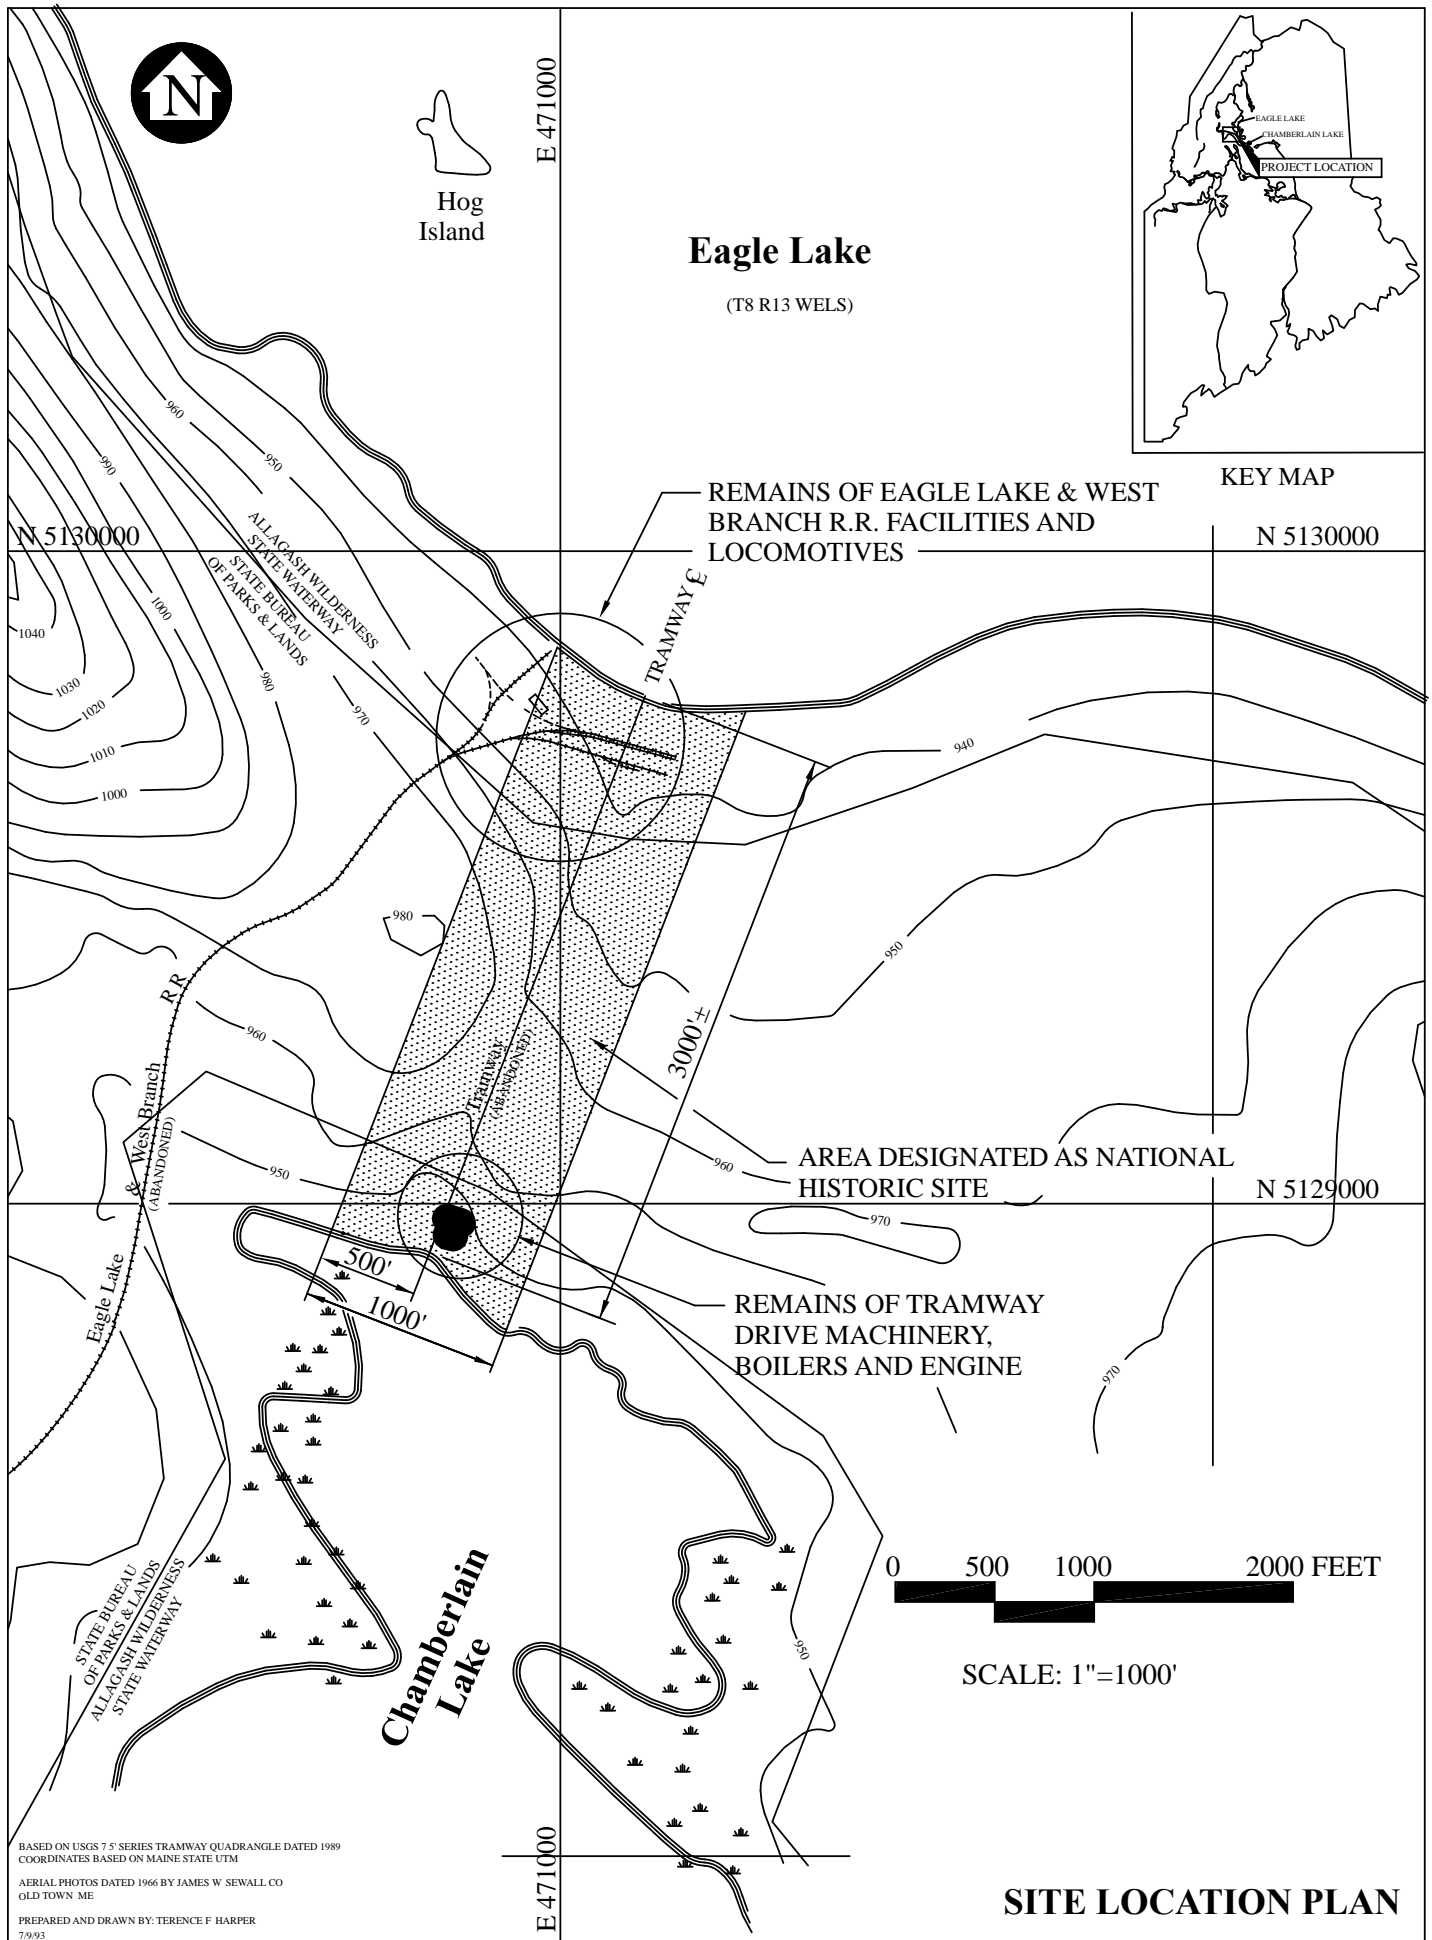 N
E 471000
Hog
Island
Eagle Lake
(T8 R13 WELS)
EAGLE LAKE
CHAMBERLAIN LAKE
PROJECT LOCATION
KEY MAP
960
950
990
REMAINS OF EAGLE LAKE & WEST
BRANCH R.R. FACILITIES AND
LOCOMOTIVES
N 5130000
N 5130000
ALLAGASH WILDERNESS
STATE WATERWAY
STATE BUREAU
OF PARKS & LANDS
TRAMWAY ℄
1000
1040
1030
1020
1010
1000
980
970
940
980
950
R R
960
3000'±
Tramway
(ABANDONED)
& West Branch
(ABANDONED)
Eagle Lake
950
960
AREA DESIGNATED AS NATIONAL
HISTORIC SITE
N 5129000
970
500'
1000'
REMAINS OF TRAMWAY
DRIVE MACHINERY,
BOILERS AND ENGINE
970
Chamberlain
Lake
0 500 1000 2000 FEET
SCALE: 1"=1000'
950
STATE BUREAU
OF PARKS & LANDS
ALLAGASH WILDERNESS
STATE WATERWAY
E 471000
BASED ON USGS 7 5' SERIES TRAMWAY QUADRANGLE DATED 1989
COORDINATES BASED ON MAINE STATE UTM
AERIAL PHOTOS DATED 1966 BY JAMES W SEWALL CO
OLD TOWN ME
PREPARED AND DRAWN BY: TERENCE F HARPER
7/9/93
SITE LOCATION PLAN